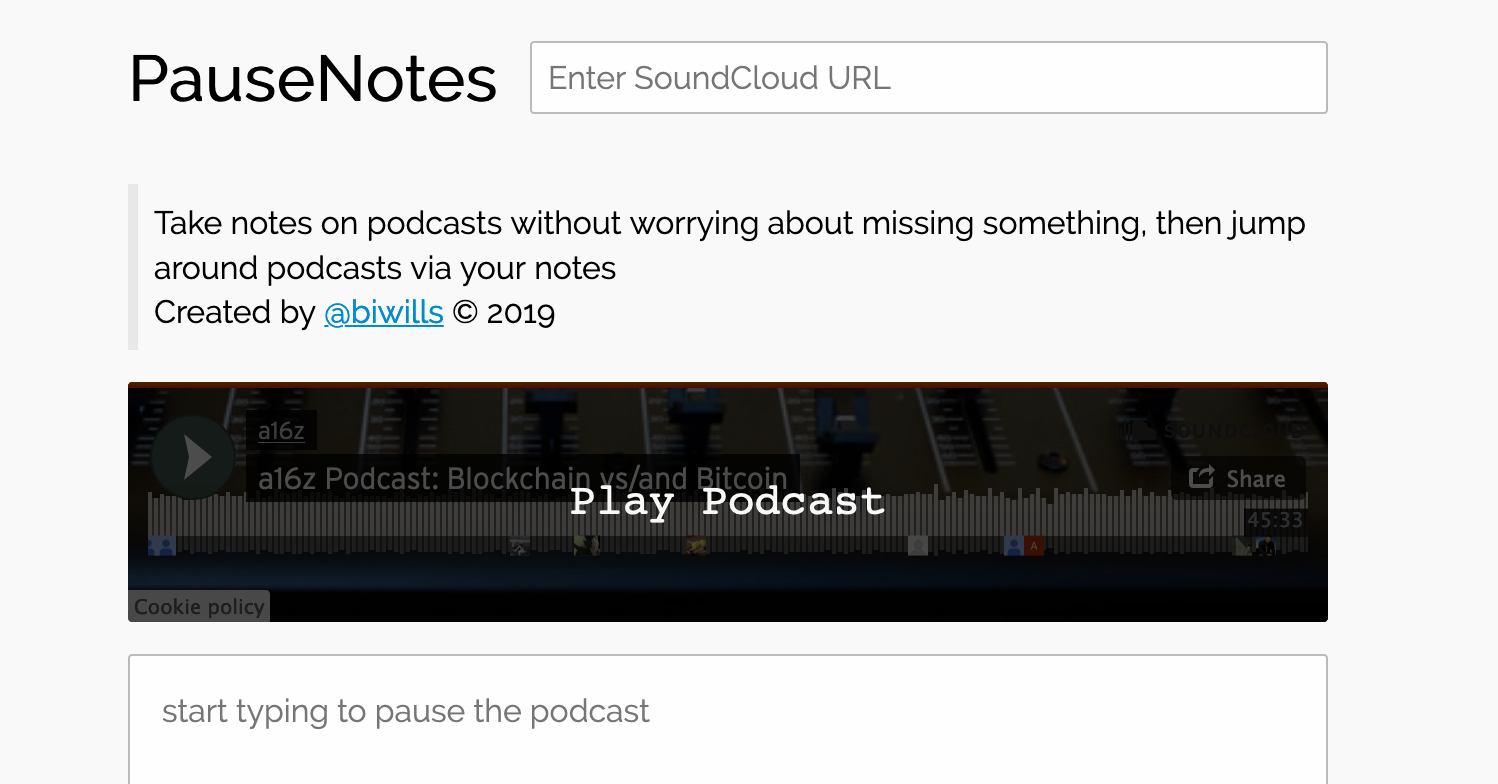 PauseNotes
Enter SoundCloud URL
Take notes on podcasts without worrying about missing something, then jump
around podcasts via your notes
Created by @biwills © 2019
a16z
SOUNDCLOUD
a16z Podcast: Blockchain vs/and Bitcoin
Share
Play Podcast
45:33
A
Cookie policy
start typing to pause the podcast